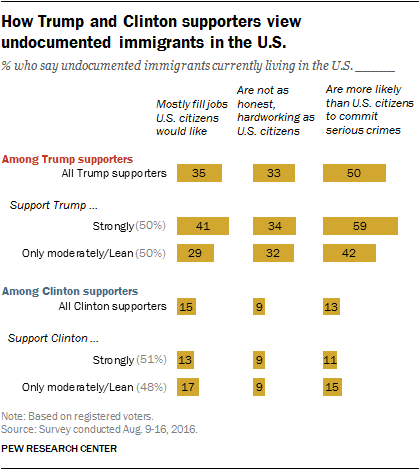 How Trump and Clinton supporters view
undocumented immigrants in the U.S.
% who say undocumented immigrants currently living in the U.S. _____
Mostly fill jobs
U.S. citizens
would like
Are not as
honest,
hardworking as
U.S. citizens
Are more likely
than U.S. citizens
to commit
serious crimes
Among Trump supporters
All Trump supporters 35 33 50
Support Trump ...
Strongly (50%) 41 34 59
Only moderately/Lean (50%) 29 32 42
Among Clinton supporters
All Clinton supporters 15 9 13
Support Clinton ...
Strongly (51%) 13 9 11
Only moderately/Lean (48%) 17 9 15
Note: Based on registered voters.
Source: Survey conducted Aug. 9-16, 2016.
PEW RESEARCH CENTER